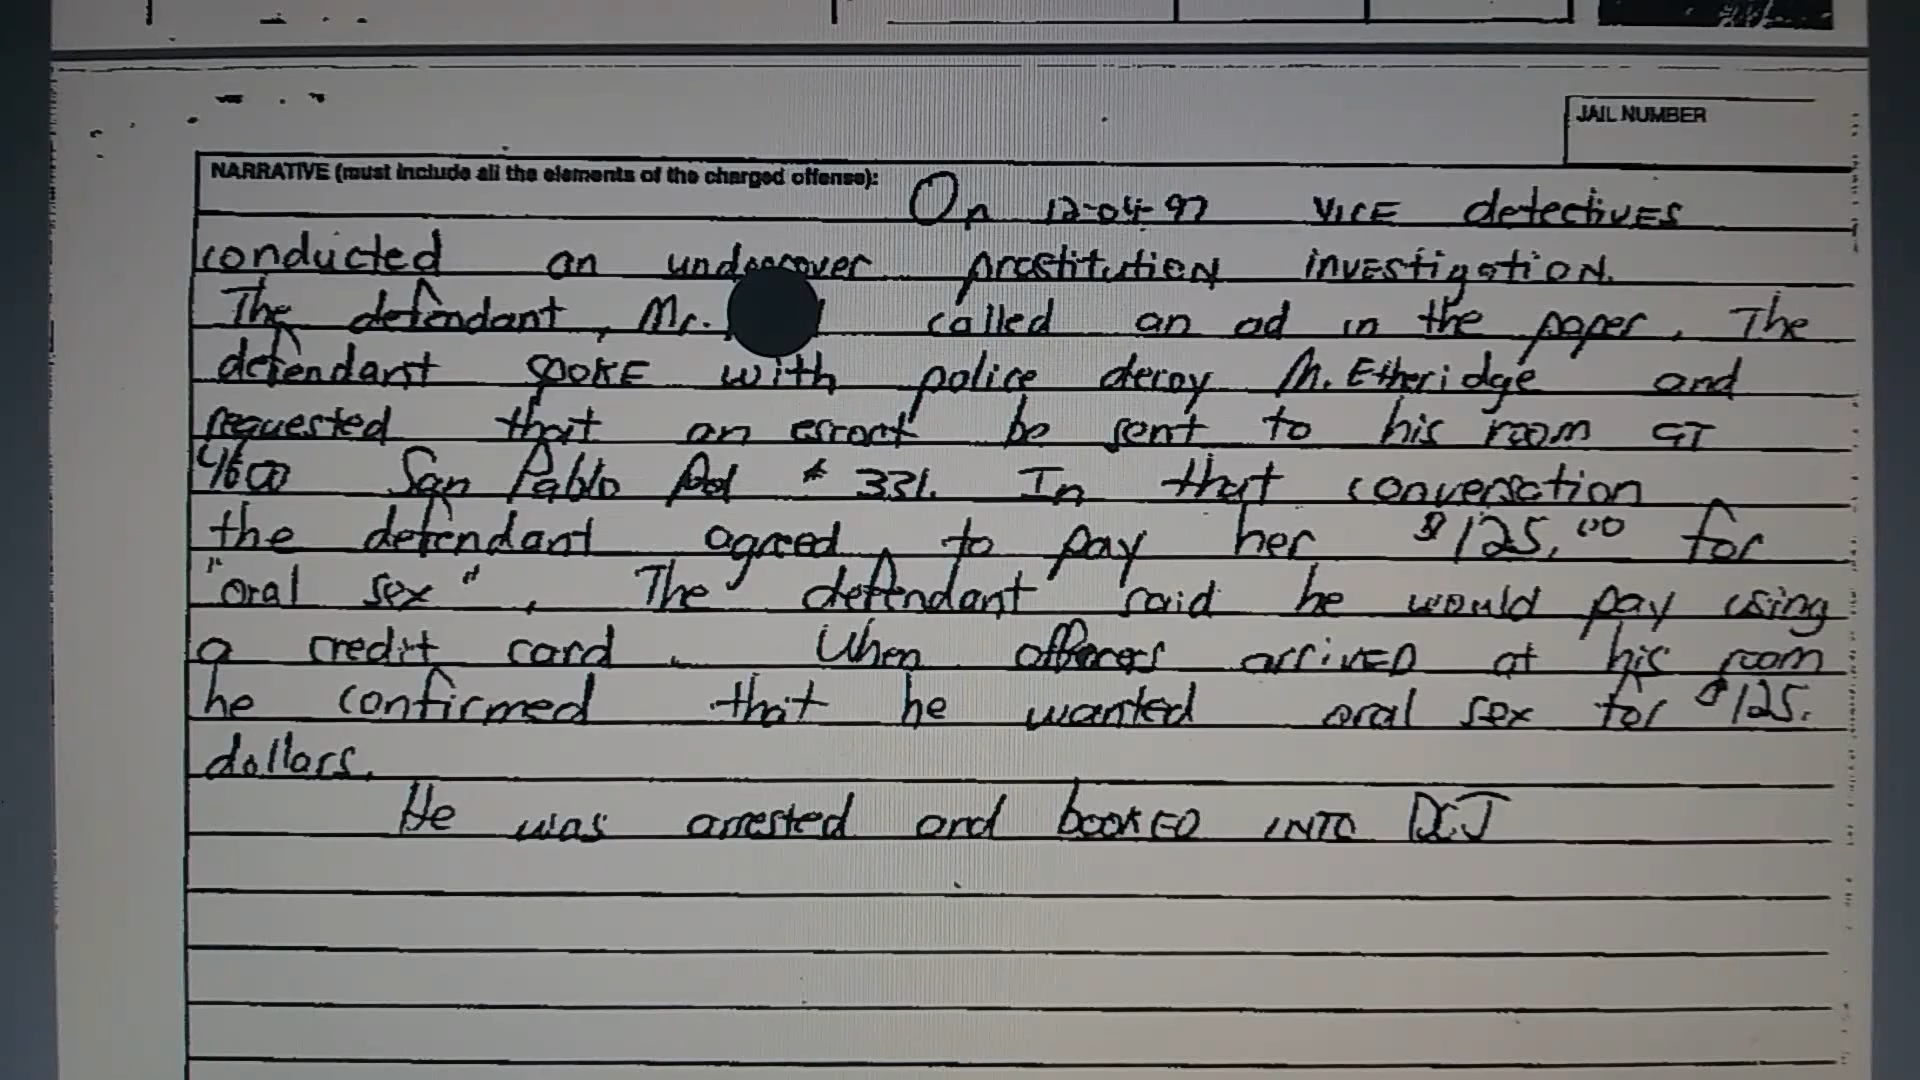 JAIL NUMBER
NARRATIVE (must include all the elements of the charged offense): On 12-04-97 VICE detectives
conducted an undercover prostitution investigation.
The defendant, Mr. called an ad in the paper. The
defendant spoke with police decoy M. Etheridge and
requested that an escort be sent to his room at
4600 San Pablo Rd # 331. In that conversation
the defendant agreed to pay her $125.00 for
"oral sex". The defendant said he would pay using
a credit card. When officers arrived at his room
he confirmed that he wanted oral sex for $125.
dollars.
He was arrested and booked into DCJ